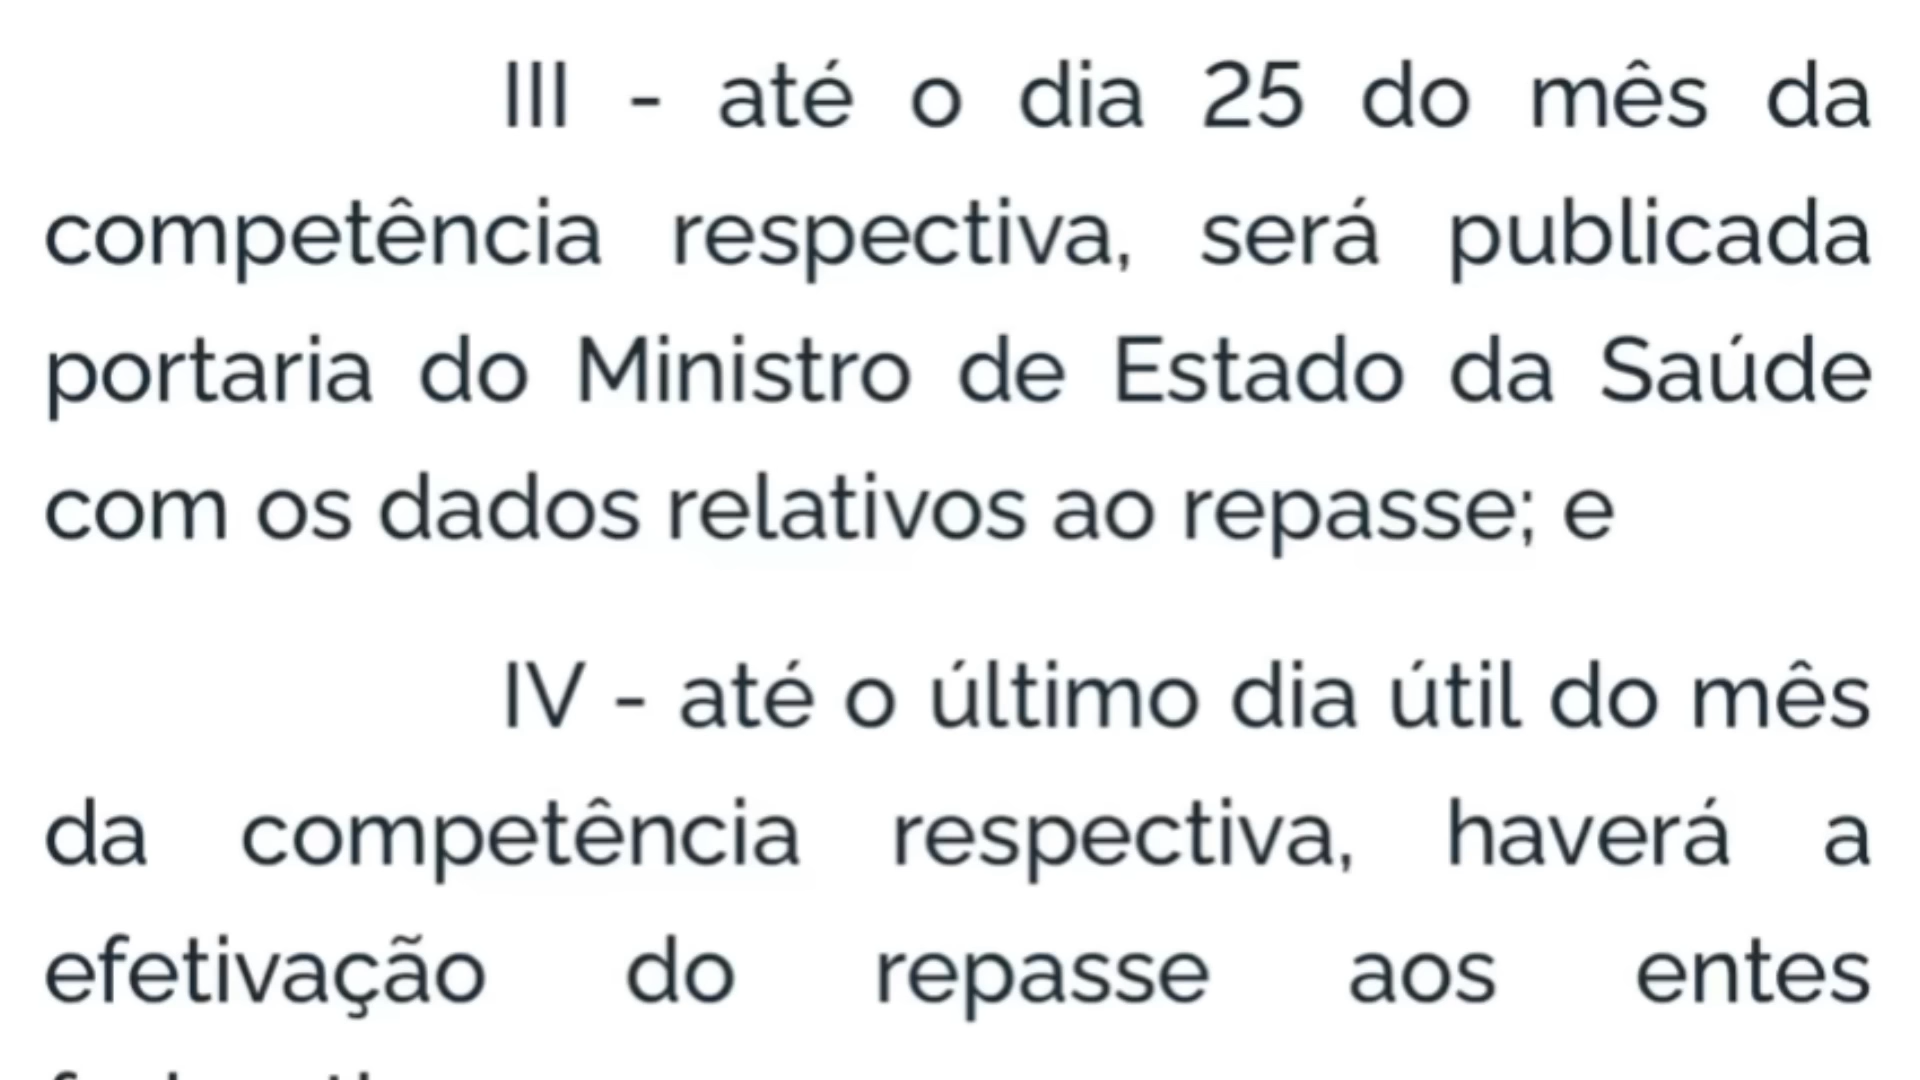 III - até o dia 25 do mês da
competência respectiva, será publicada
portaria do Ministro de Estado da Saúde
com os dados relativos ao repasse; e
IV - até o último dia útil do mês
da competência respectiva, haverá a
efetivação do repasse aos entes